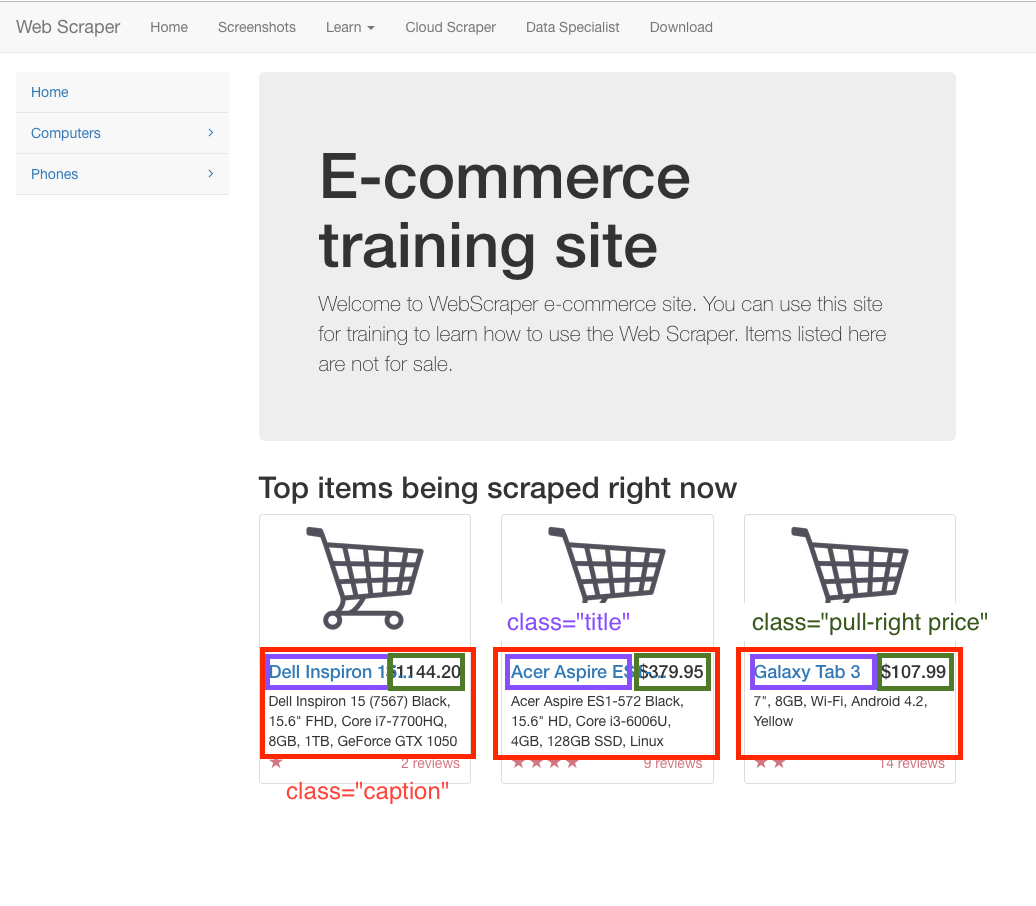 Web Scraper Home Screenshots Learn Cloud Scraper Data Specialist Download
Home
Computers
Phones
E-commerce
training site
Welcome to WebScraper e-commerce site. You can use this site
for training to learn how to use the Web Scraper. Items listed here
are not for sale.
Top items being scraped right now
class="title" class="pull-right price"
Dell Inspiron 15... $1144.20
Dell Inspiron 15 (7567) Black,
15.6" FHD, Core i7-7700HQ,
8GB, 1TB, GeForce GTX 1050
2 reviews
Acer Aspire $379.95
Acer Aspire ES1-572 Black,
15.6" HD, Core i3-6006U,
4GB, 128GB SSD, Linux
9 reviews
Galaxy Tab 3 $107.99
7", 8GB, Wi-Fi, Android 4.2,
Yellow
14 reviews
class="caption"